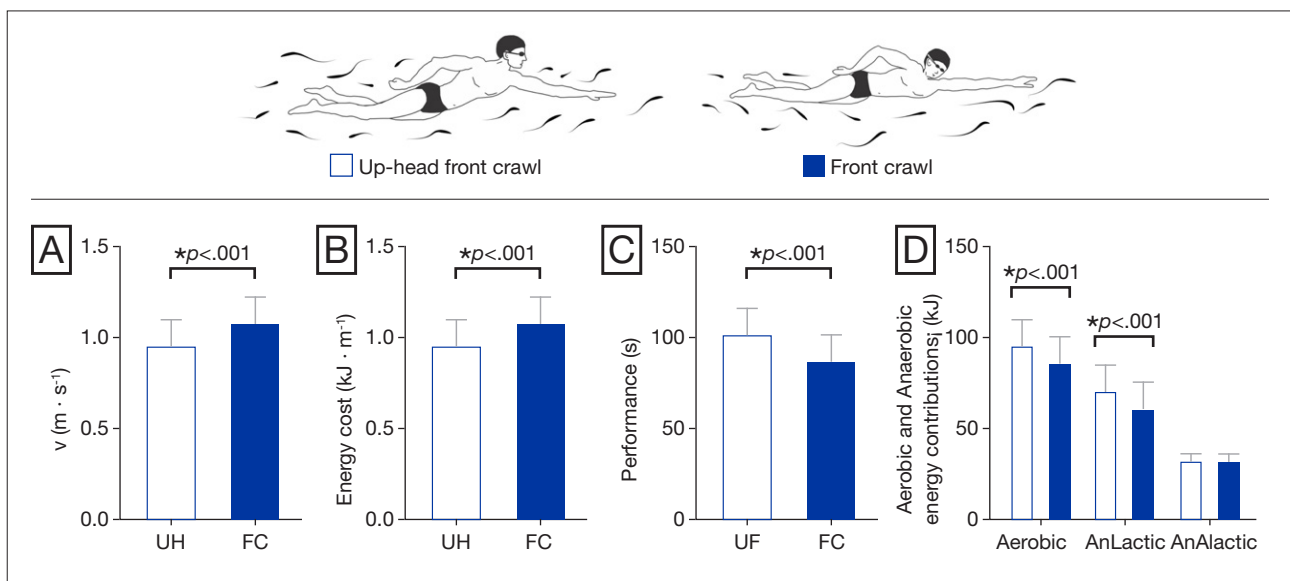 Up-head front crawl
Front crawl
A
v (m · s⁻¹)
1.5
1.0
0.5
0.0
*p<.001
UH
FC
B
Energy cost (kJ · m⁻¹)
1.5
1.0
0.5
0.0
*p<.001
UH
FC
C
Performance (s)
150
100
50
0
*p<.001
UF
FC
D
Aerobic and Anaerobic
energy contributions¡ (kJ)
150
100
50
0
*p<.001
*p<.001
Aerobic
AnLactic
AnAlactic